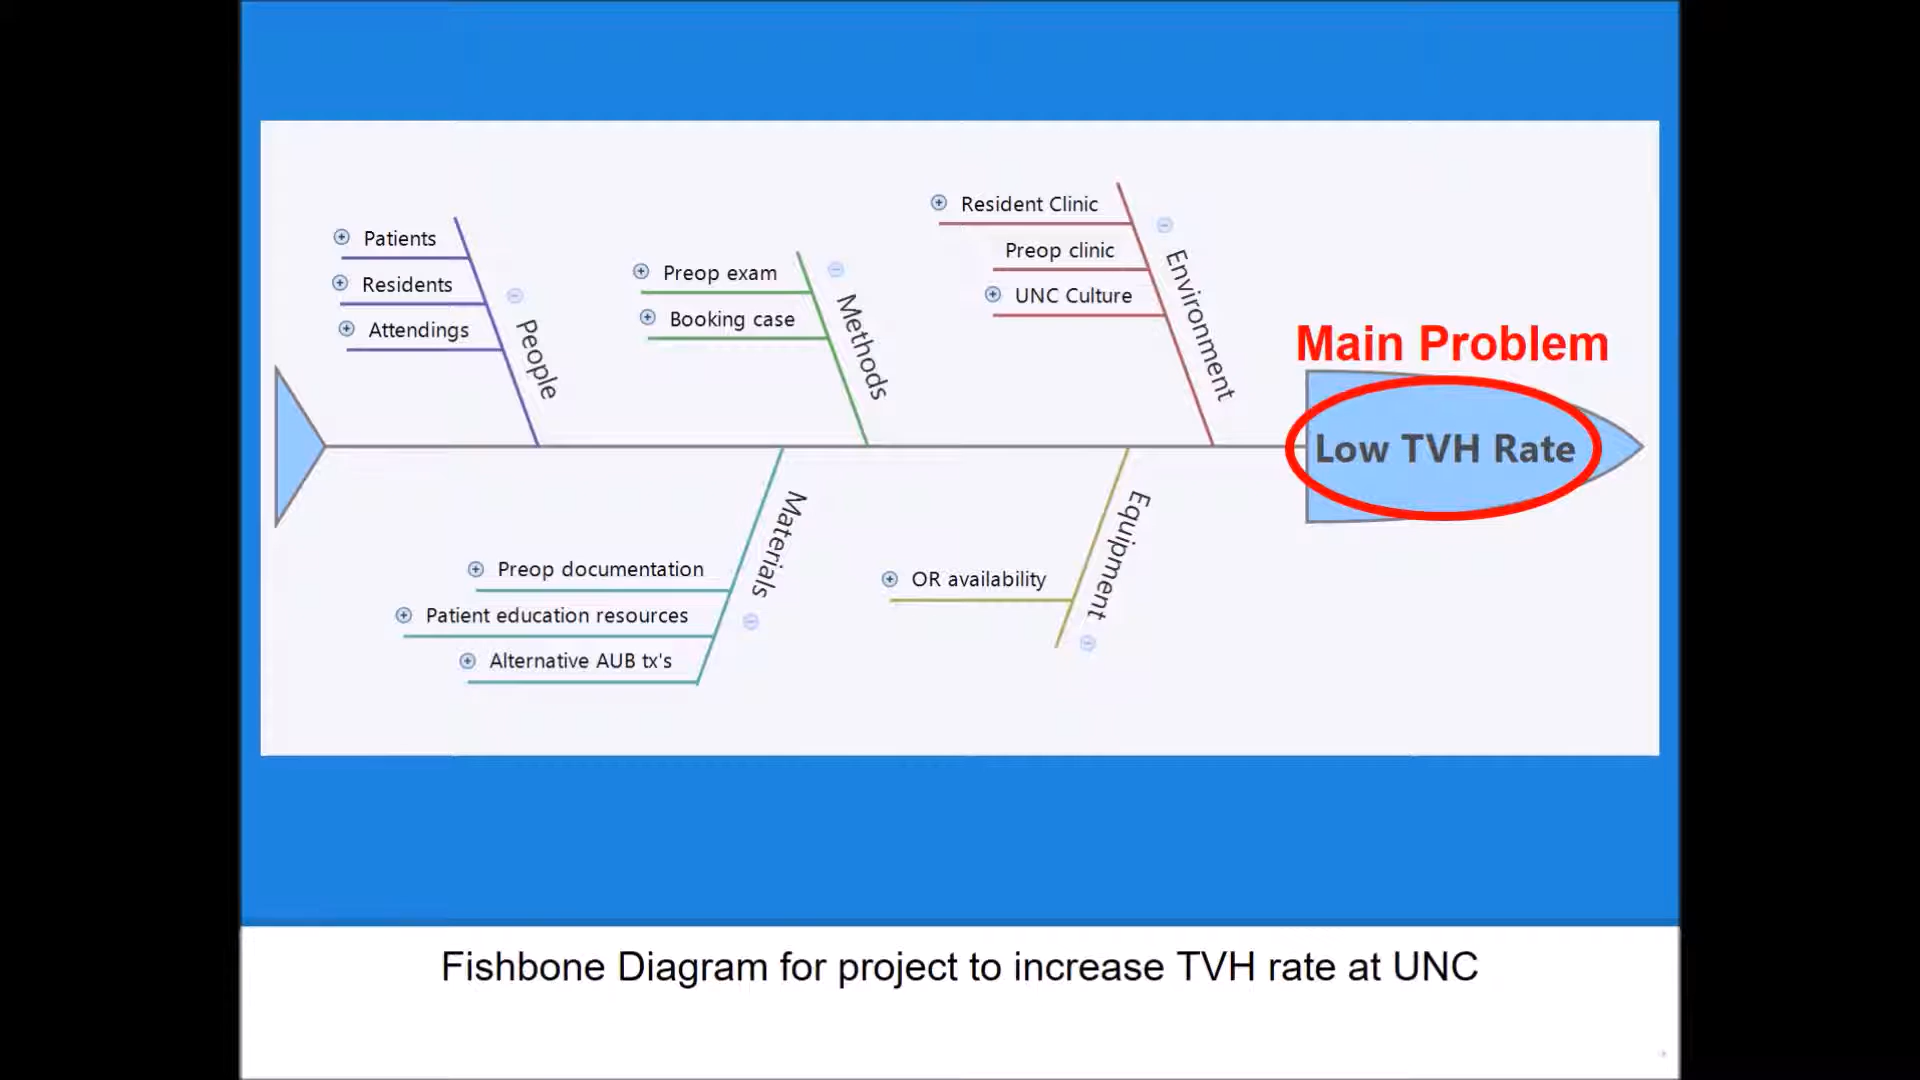 Resident Clinic
Preop clinic
UNC Culture
Environment
Patients
Residents
Attendings
People
Preop exam
Booking case
Methods
Main Problem
Low TVH Rate
Materials
Preop documentation
Patient education resources
Alternative AUB tx's
Equipment
OR availability
Fishbone Diagram for project to increase TVH rate at UNC